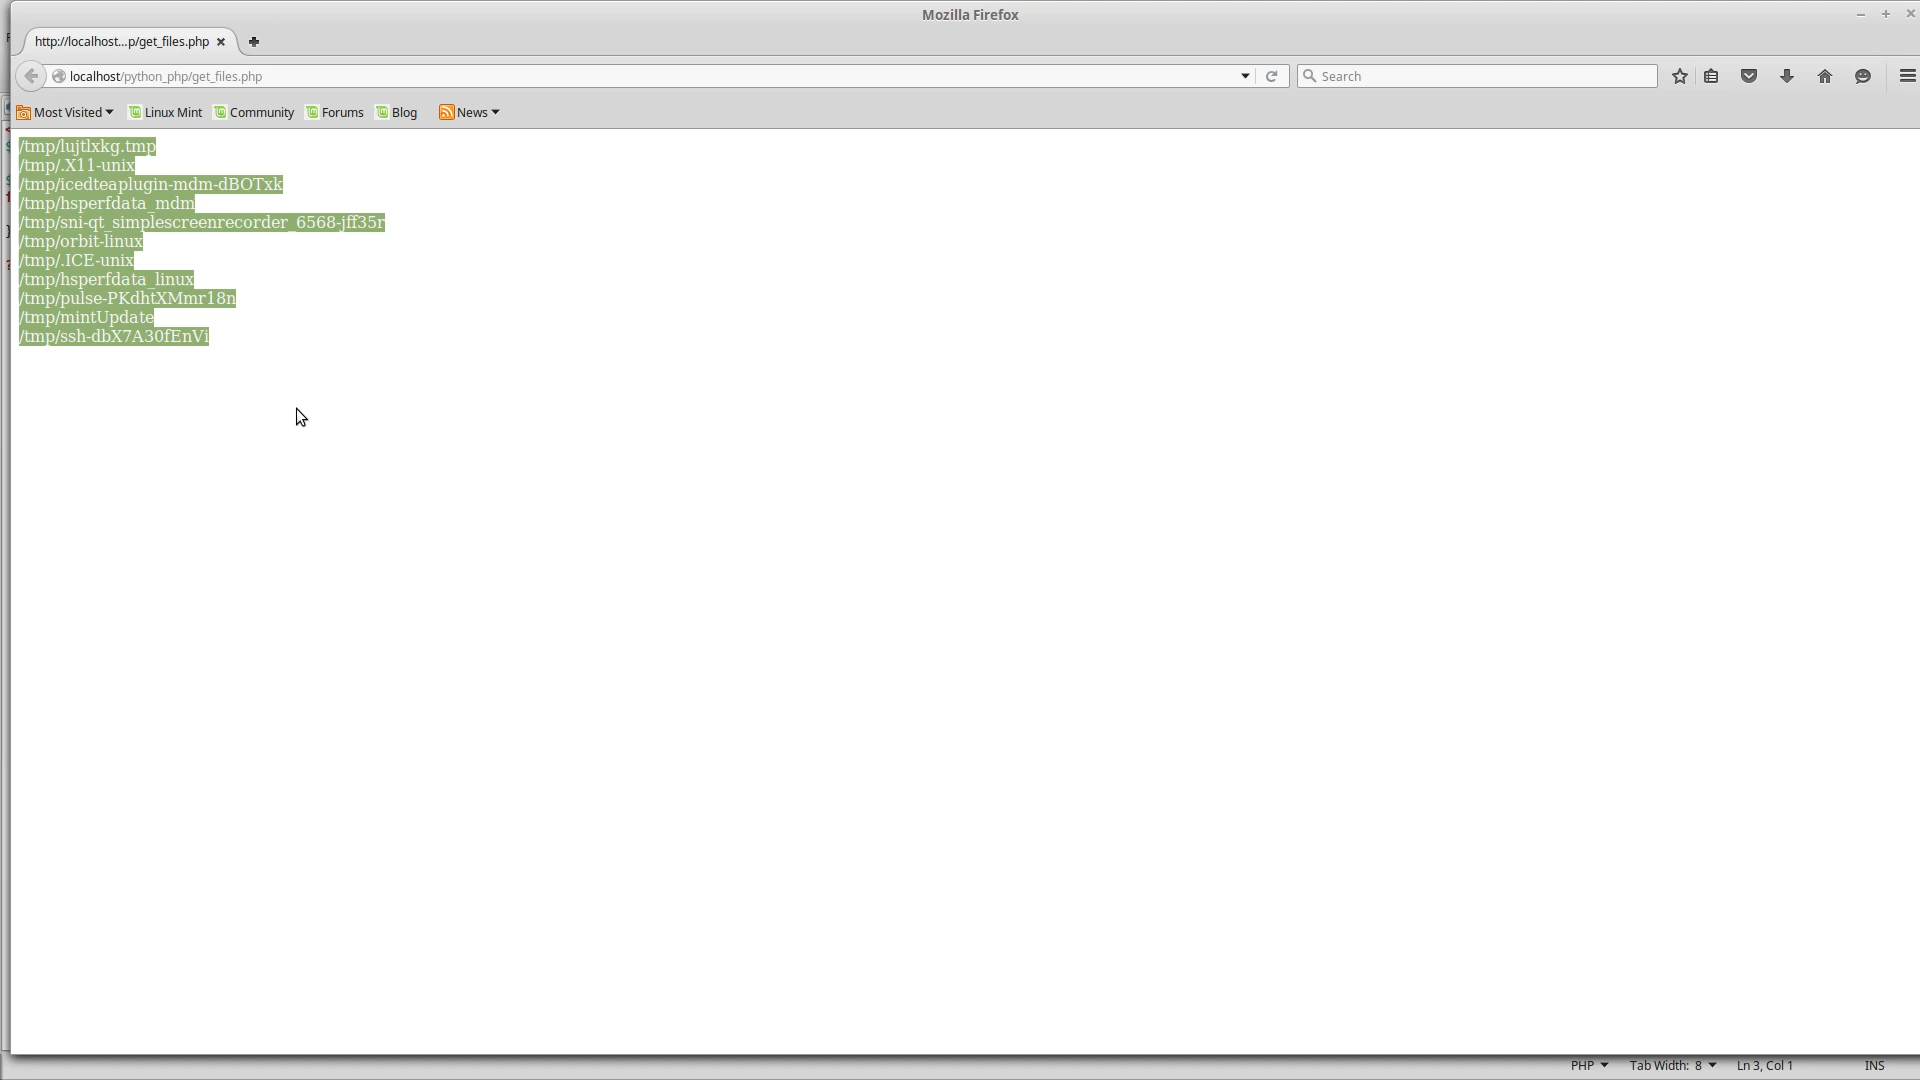 Mozilla Firefox
http://localhost...p/get_files.php
localhost/python_php/get_files.php
Search
Most Visited
Linux Mint
Community
Forums
Blog
News
/tmp/lujtlxkg.tmp
/tmp/.X11-unix
/tmp/icedteaplugin-mdm-dBOTxk
/tmp/hsperfdata_mdm
/tmp/sni-qt_simplescreenrecorder_6568-jff35r
/tmp/orbit-linux
/tmp/.ICE-unix
/tmp/hsperfdata_linux
/tmp/pulse-PKdhtXMmr18n
/tmp/mintUpdate
/tmp/ssh-dbX7A30fEnVi
PHP
Tab Width: 8
Ln 3, Col 1
INS